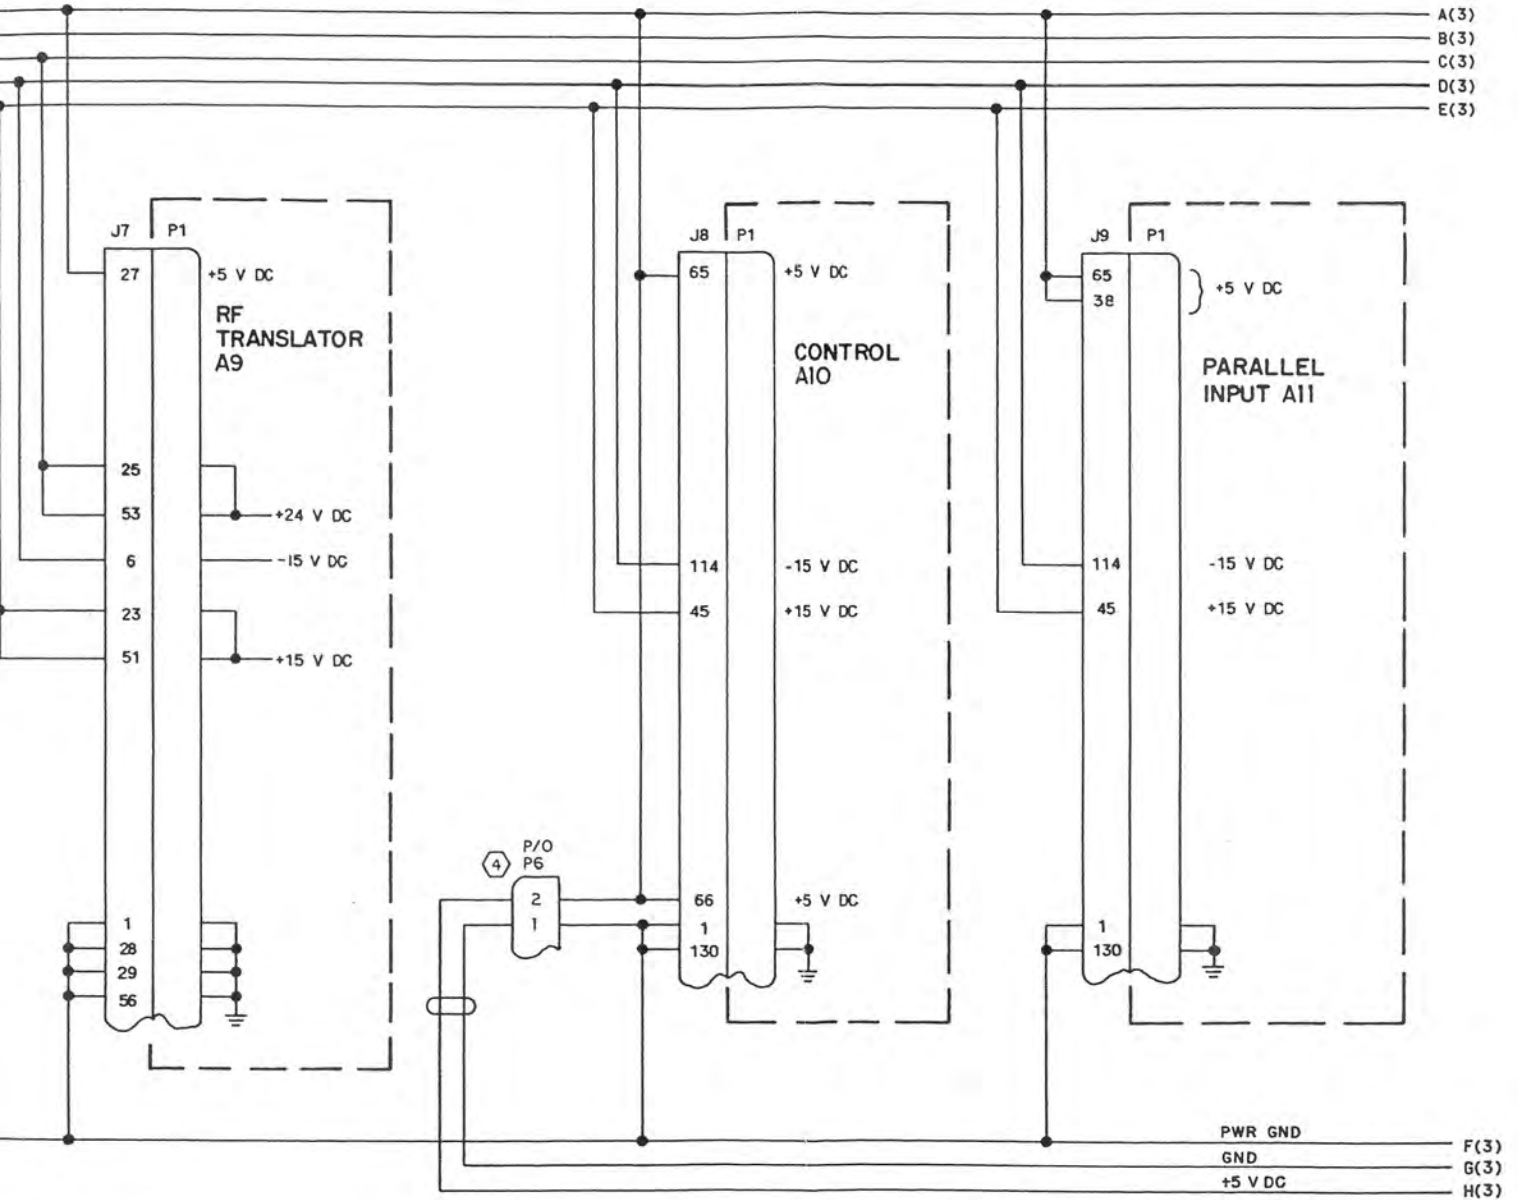 A(3)
B(3)
C(3)
D(3)
E(3)
J7 P1
27
+5 V DC
RF
TRANSLATOR
A9
25
53
+24 V DC
6
-15 V DC
23
51
+15 V DC
1
28
29
56
J8 P1
65
+5 V DC
CONTROL
A10
114
-15 V DC
45
+15 V DC
4
P/O
P6
2
1
66
+5 V DC
1
130
J9 P1
65
38
+5 V DC
PARALLEL
INPUT A11
114
-15 V DC
45
+15 V DC
1
130
PWR GND
F(3)
GND
G(3)
+5 V DC
H(3)